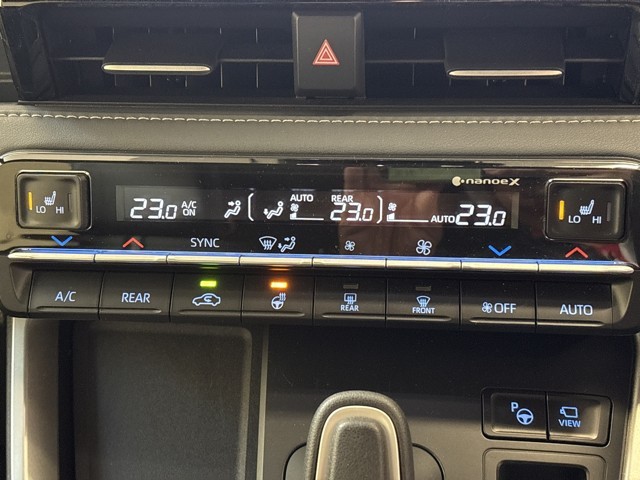 nanoeX
LO HI
23.0 A/C ON AUTO REAR 23.0 AUTO 23.0
LO HI
SYNC
A/C REAR REAR FRONT OFF AUTO
P VIEW